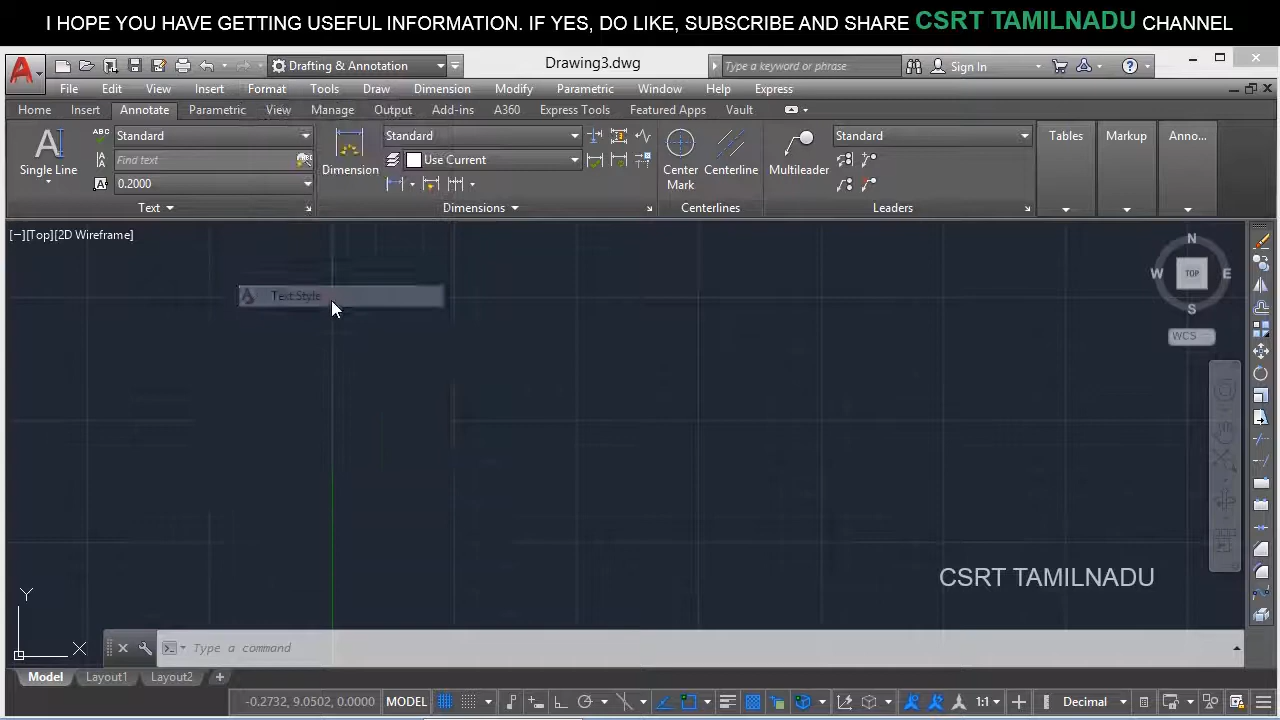 I HOPE YOU HAVE GETTING USEFUL INFORMATION. IF YES, DO LIKE, SUBSCRIBE AND SHARE CSRT TAMILNADU CHANNEL
Drafting & Annotation
Drawing3.dwg
Type a keyword or phrase
Sign In
File Edit View Insert Format Tools Draw Dimension Modify Parametric Window Help Express
Home Insert Annotate Parametric View Manage Output Add-ins A360 Express Tools Featured Apps Vault
Single Line
ABC
Standard
Find text
ABC
0.2000
Text
Dimension
Standard
Use Current
Dimensions
Center Mark
Centerline
Centerlines
Multileader
Standard
Leaders
Tables
Markup
Anno...
[−][Top][2D Wireframe]
Text Style
N
W TOP E
S
WCS
CSRT TAMILNADU
Y
X
Type a command
Model Layout1 Layout2
-0.2732, 9.0502, 0.0000 MODEL 1:1 Decimal